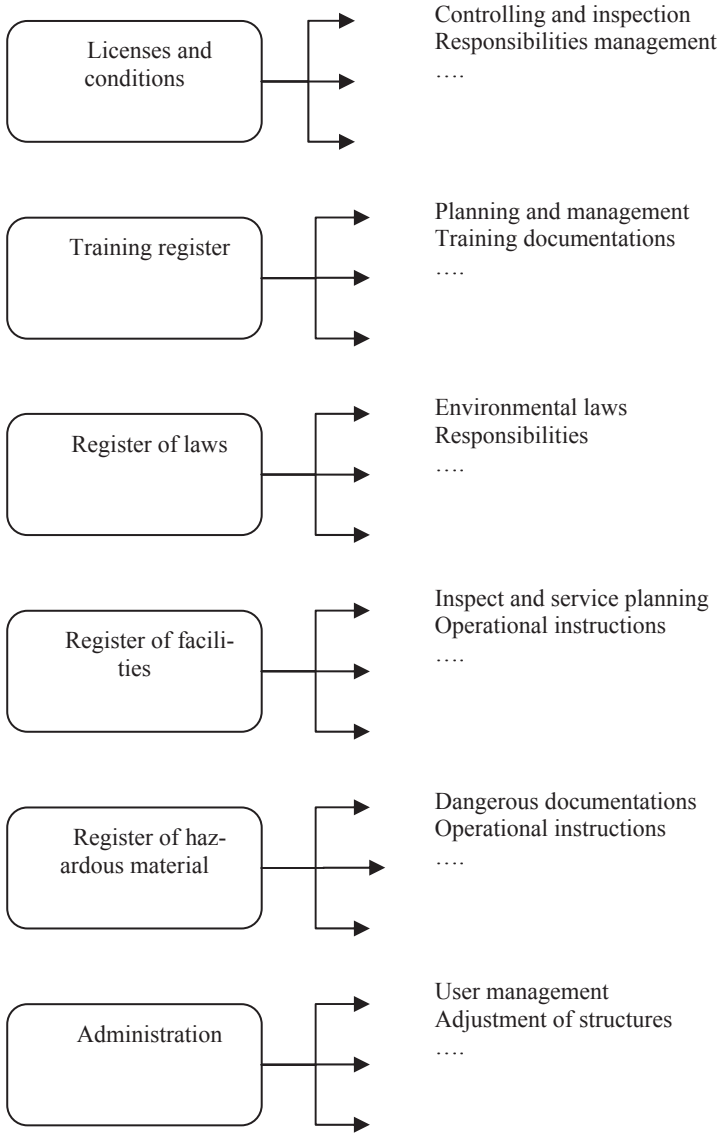 Licenses and
conditions
Controlling and inspection
Responsibilities management
….
Training register
Planning and management
Training documentations
….
Register of laws
Environmental laws
Responsibilities
….
Register of facili-
ties
Inspect and service planning
Operational instructions
….
Register of haz-
ardous material
Dangerous documentations
Operational instructions
….
Administration
User management
Adjustment of structures
….